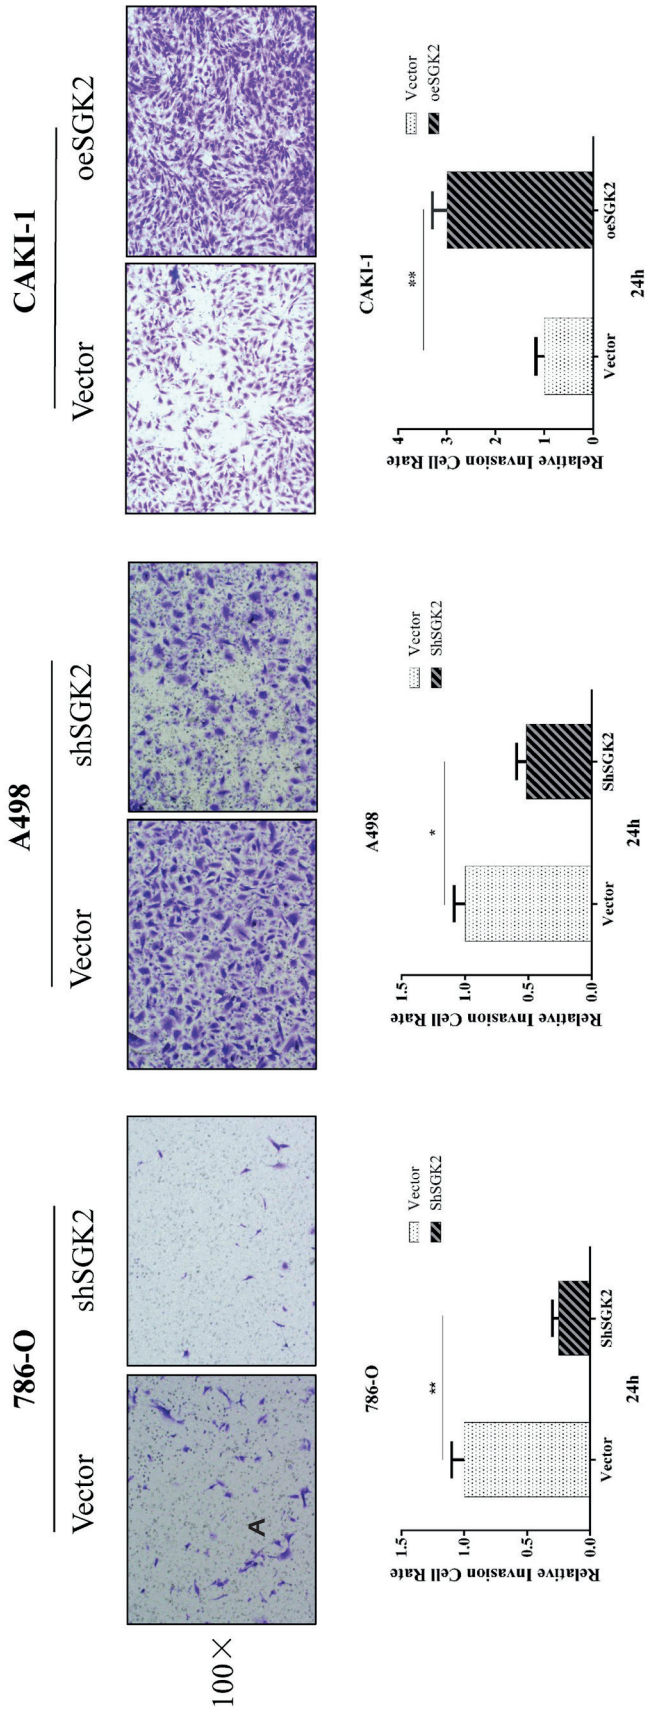 786-O
A498
CAKI-1
Vector
shSGK2
Vector
shSGK2
Vector
oeSGK2
100×
A
786-O
Vector
ShSGK2
**
Relative Invasion Cell Rate
1.5
1.0
0.5
0.0
Vector
ShSGK2
24h
A498
Vector
ShSGK2
*
Relative Invasion Cell Rate
1.5
1.0
0.5
0.0
Vector
ShSGK2
24h
CAKI-1
Vector
oeSGK2
**
Relative Invasion Cell Rate
4
3
2
1
0
Vector
oeSGK2
24h